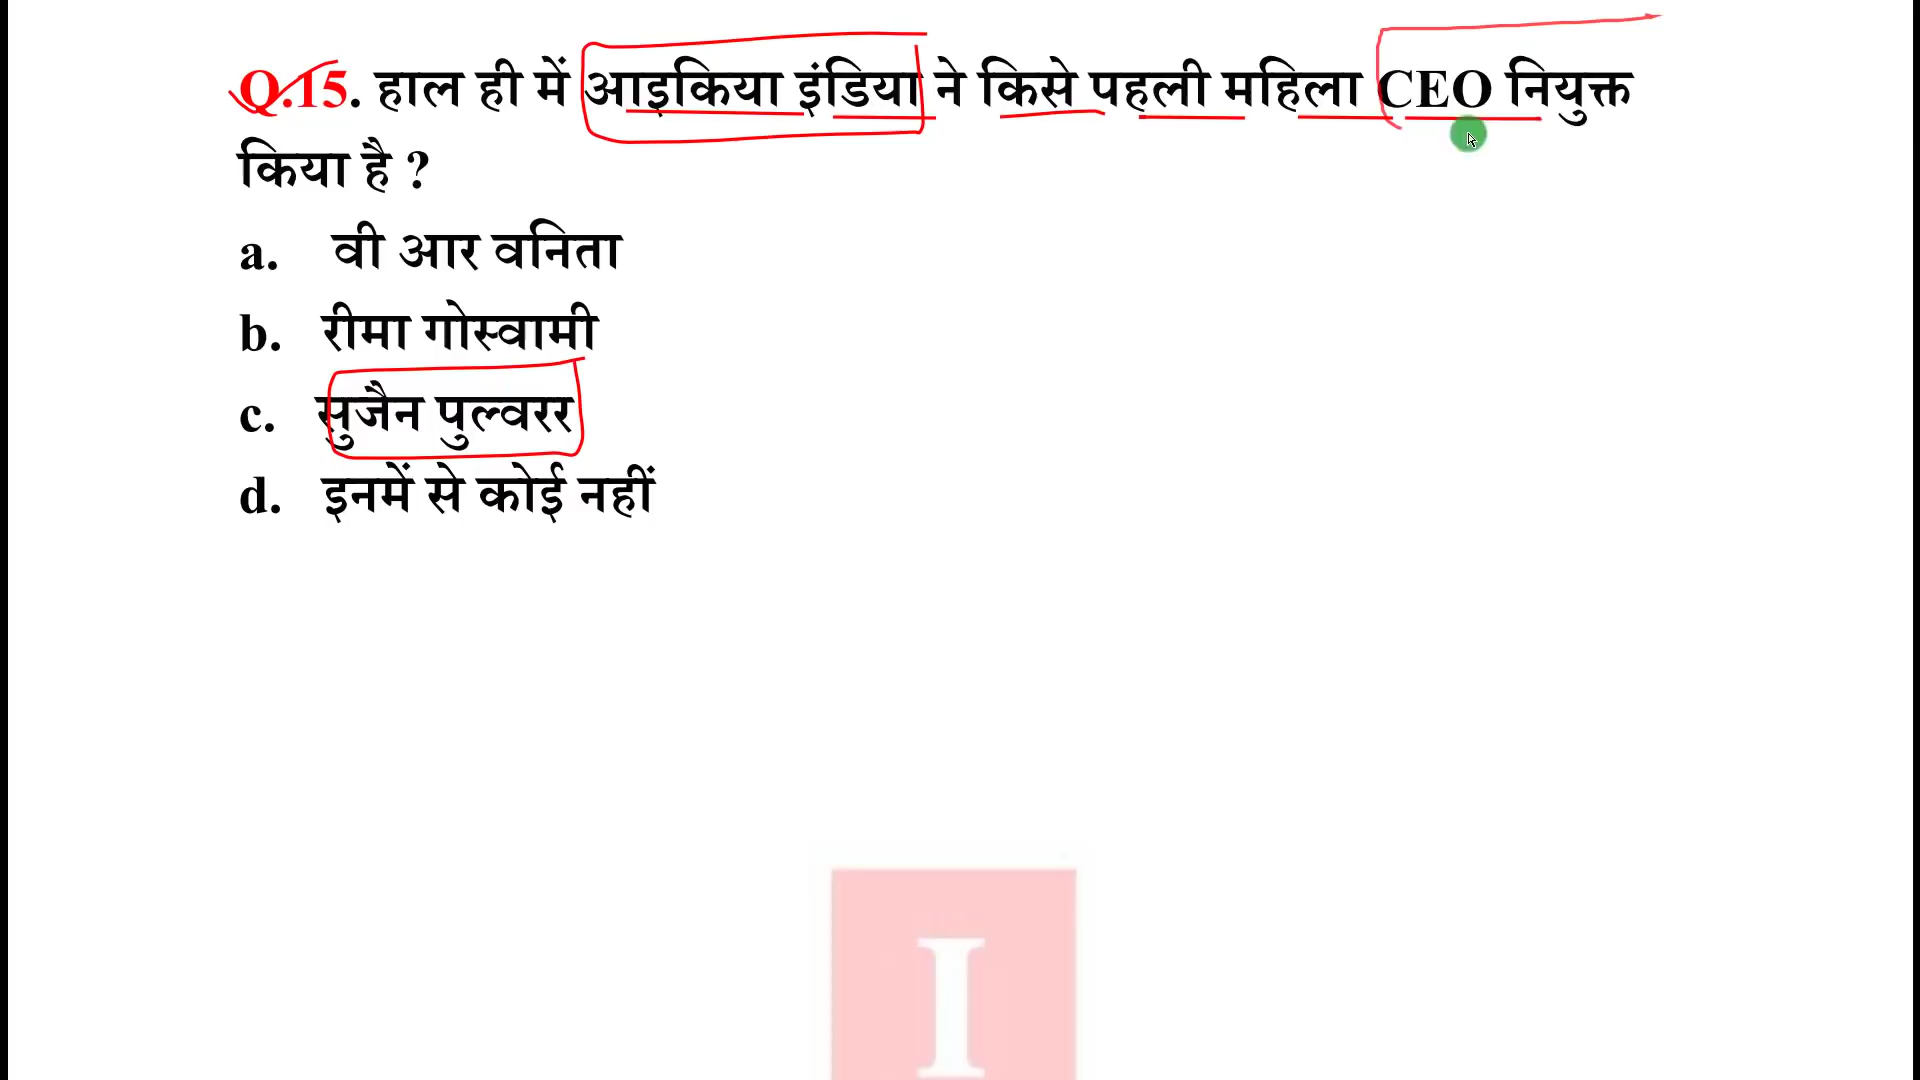 Q.15. हाल ही में आइकिया इंडिया ने किसे पहली महिला CEO नियुक्त
किया है ?
a. वी आर वनिता
b. रीमा गोस्वामी
c. सुजैन पुल्वरर
d. इनमें से कोई नहीं
I